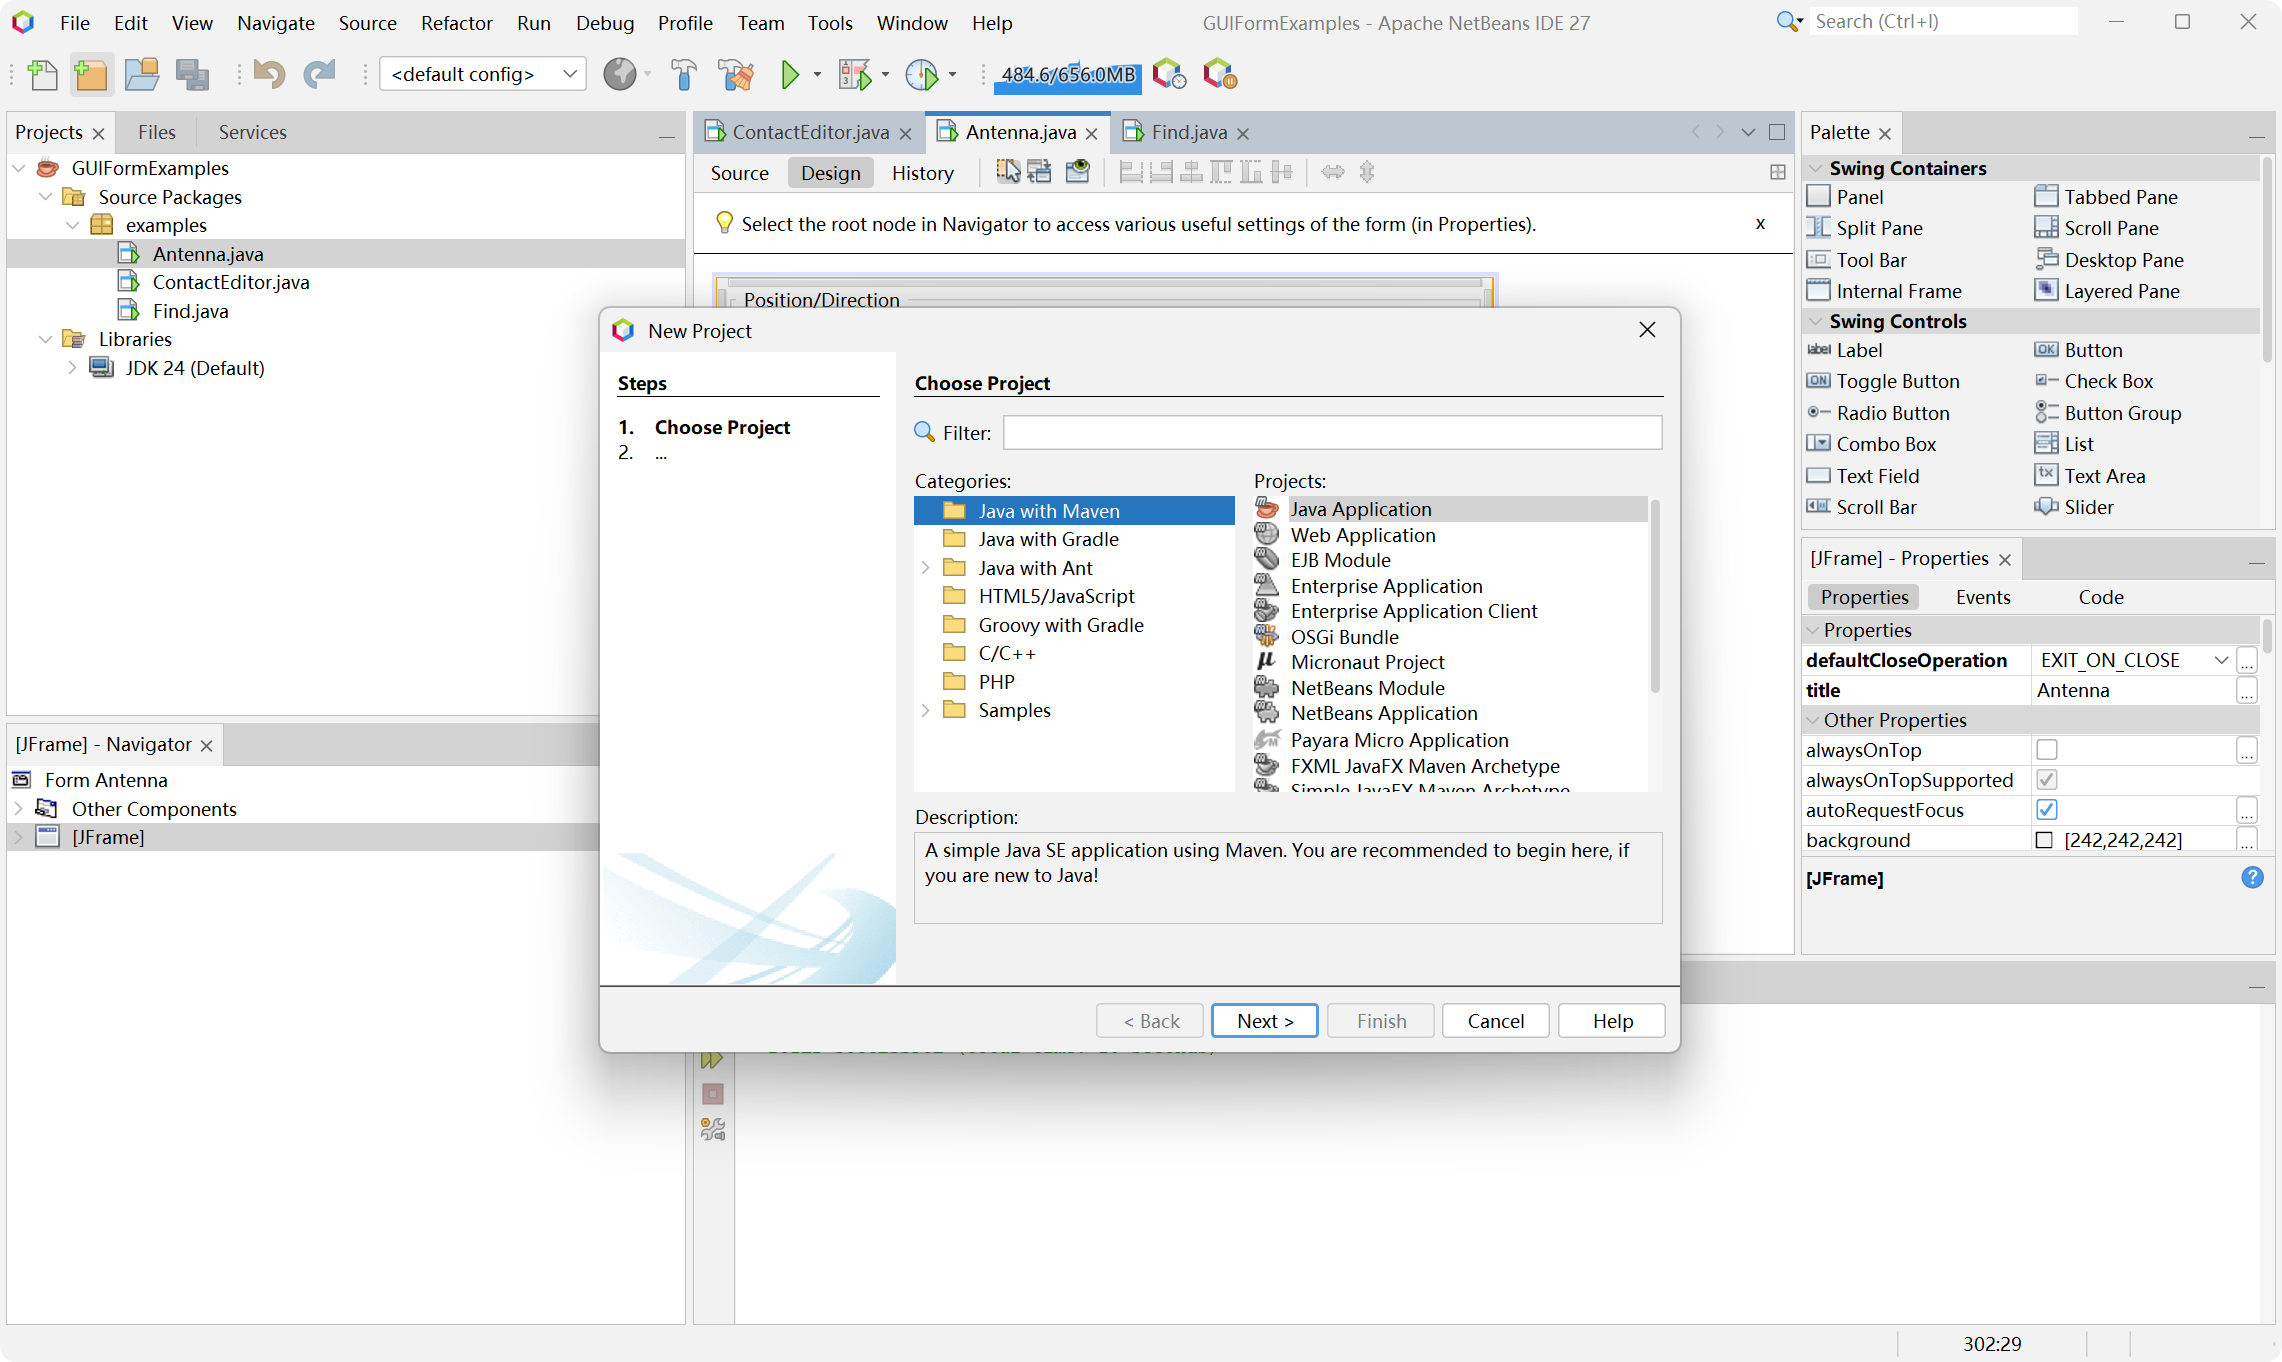 File Edit View Navigate Source Refactor Run Debug Profile Team Tools Window Help
GUIFormExamples - Apache NetBeans IDE 27
Search (Ctrl+I)
<default config>
484.6/656.0MB
Projects
Files
Services
GUIFormExamples
Source Packages
examples
Antenna.java
ContactEditor.java
Find.java
Libraries
JDK 24 (Default)
[JFrame] - Navigator
Form Antenna
Other Components
[JFrame]
ContactEditor.java
Antenna.java
Find.java
Source Design History
Select the root node in Navigator to access various useful settings of the form (in Properties).
x
Position/Direction
New Project
Steps
1. Choose Project
2. ...
Choose Project
Filter:
Categories:
Java with Maven
Java with Gradle
Java with Ant
HTML5/JavaScript
Groovy with Gradle
C/C++
PHP
Samples
Projects:
Java Application
Web Application
EJB Module
Enterprise Application
Enterprise Application Client
OSGi Bundle
Micronaut Project
NetBeans Module
NetBeans Application
Payara Micro Application
FXML JavaFX Maven Archetype
Simple JavaFX Maven Archetype
Description:
A simple Java SE application using Maven. You are recommended to begin here, if
you are new to Java!
< Back
Next >
Finish
Cancel
Help
Palette
Swing Containers
Panel
Tabbed Pane
Split Pane
Scroll Pane
Tool Bar
Desktop Pane
Internal Frame
Layered Pane
Swing Controls
label Label
OK Button
ON Toggle Button
Check Box
Radio Button
Button Group
Combo Box
List
Text Field
tx Text Area
Scroll Bar
Slider
[JFrame] - Properties
Properties Events Code
Properties
defaultCloseOperation EXIT_ON_CLOSE ...
title Antenna ...
Other Properties
alwaysOnTop ...
alwaysOnTopSupported
autoRequestFocus ...
background [242,242,242] ...
[JFrame]
?
302:29